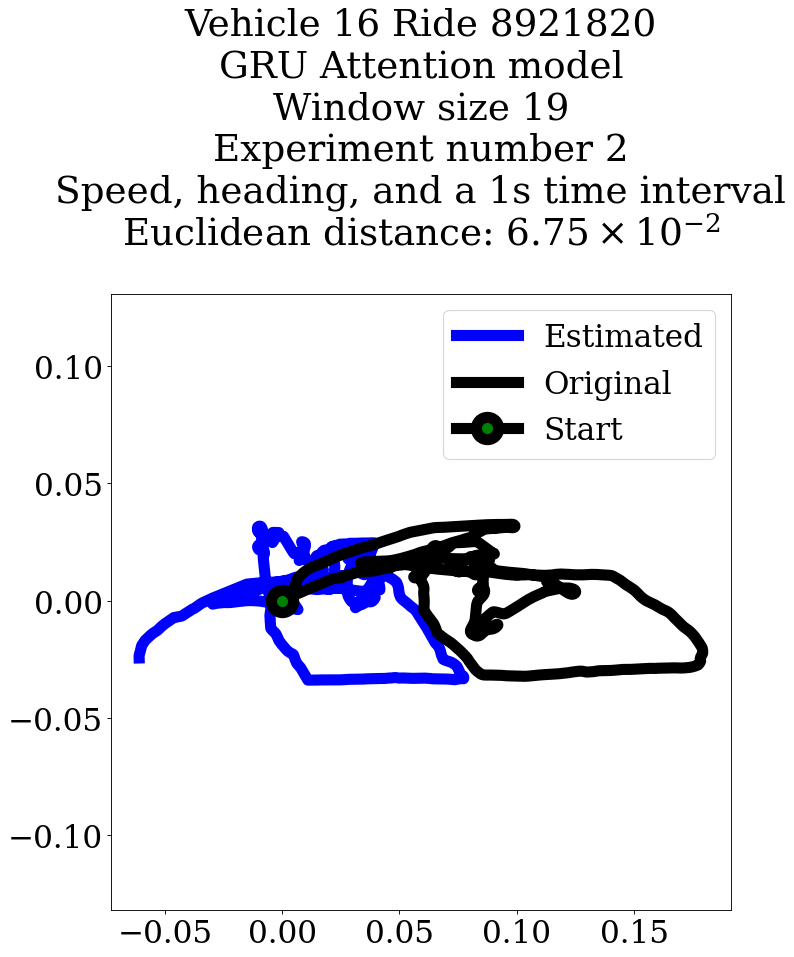 Vehicle 16 Ride 8921820
GRU Attention model
Window size 19
Experiment number 2
Speed, heading, and a 1s time interval
Euclidean distance: 6.75 × 10⁻²
Estimated
Original
Start
0.10
0.05
0.00
−0.05
−0.10
−0.05 0.00 0.05 0.10 0.15